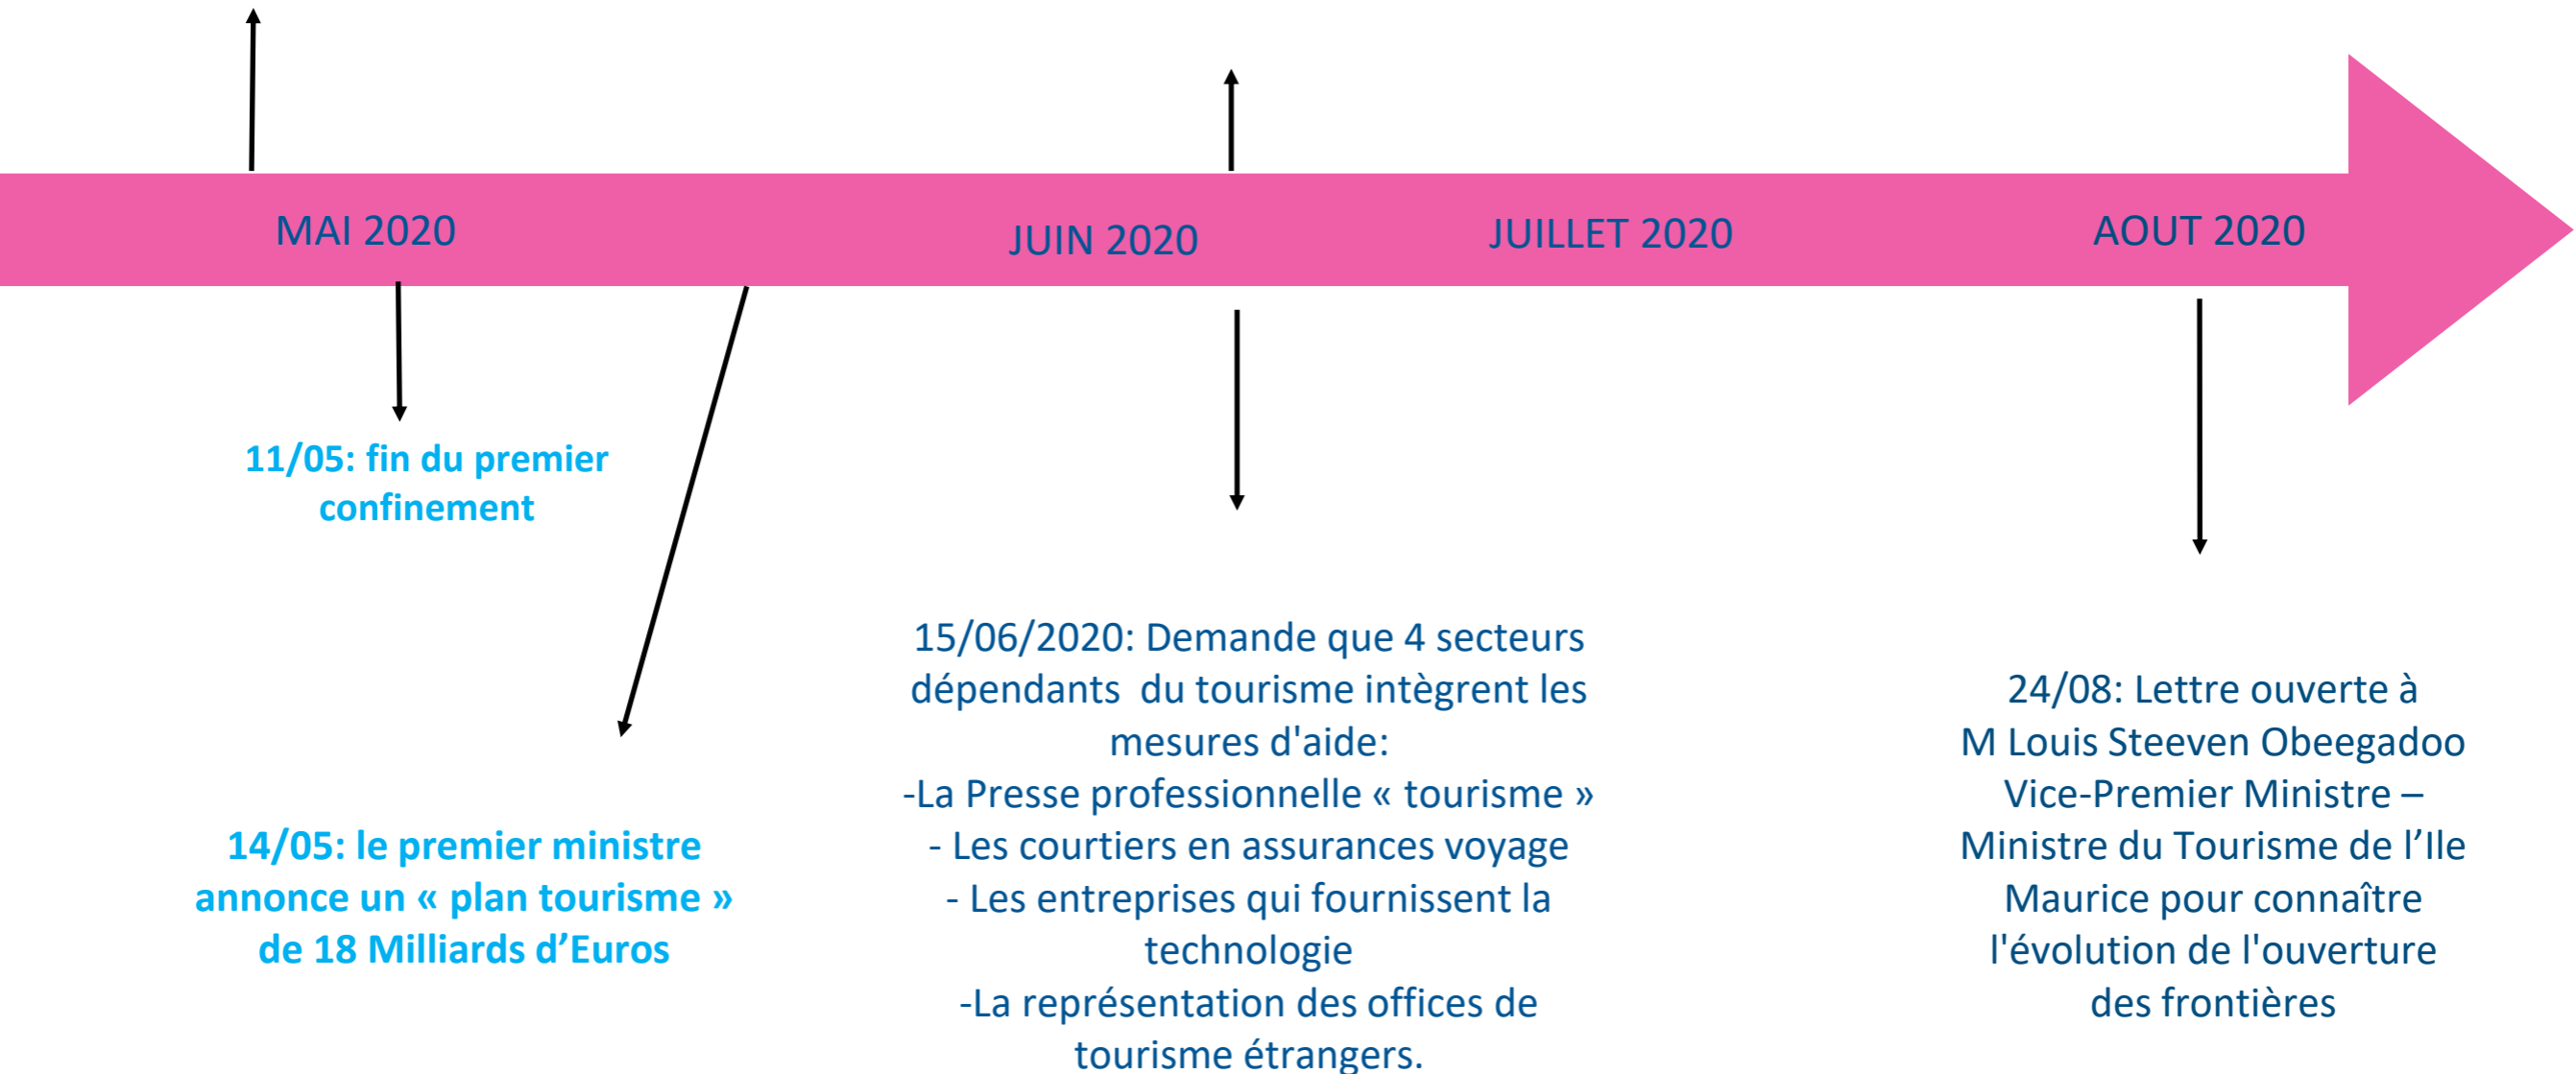 MAI 2020
JUIN 2020
JUILLET 2020
AOUT 2020
11/05: fin du premier
confinement
14/05: le premier ministre
annonce un « plan tourisme »
de 18 Milliards d’Euros
15/06/2020: Demande que 4 secteurs
dépendants  du tourisme intègrent les
mesures d'aide:
-La Presse professionnelle « tourisme »
- Les courtiers en assurances voyage
- Les entreprises qui fournissent la
technologie
-La représentation des offices de
tourisme étrangers.
24/08: Lettre ouverte à
M Louis Steeven Obeegadoo
Vice-Premier Ministre –
Ministre du Tourisme de l’Ile
Maurice pour connaître
l'évolution de l'ouverture
des frontières